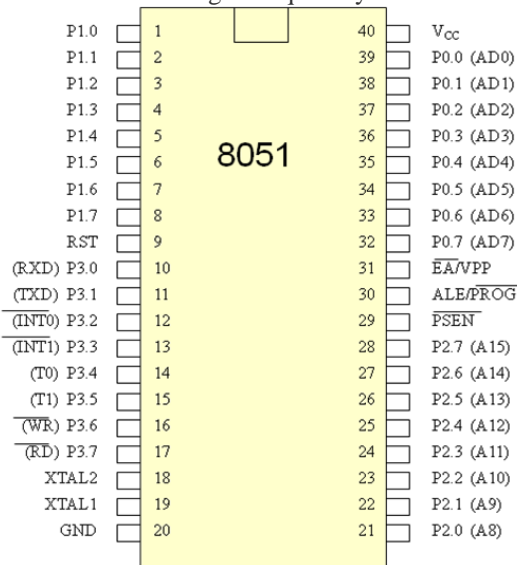 P1.0 1 40 VCC
P1.1 2 39 P0.0 (AD0)
P1.2 3 38 P0.1 (AD1)
P1.3 4 37 P0.2 (AD2)
P1.4 5 36 P0.3 (AD3)
8051
P1.5 6 35 P0.4 (AD4)
P1.6 7 34 P0.5 (AD5)
P1.7 8 33 P0.6 (AD6)
RST 9 32 P0.7 (AD7)
(RXD) P3.0 10 31 EA/VPP
(TXD) P3.1 11 30 ALE/PROG
(INT0) P3.2 12 29 PSEN
(INT1) P3.3 13 28 P2.7 (A15)
(T0) P3.4 14 27 P2.6 (A14)
(T1) P3.5 15 26 P2.5 (A13)
(WR) P3.6 16 25 P2.4 (A12)
(RD) P3.7 17 24 P2.3 (A11)
XTAL2 18 23 P2.2 (A10)
XTAL1 19 22 P2.1 (A9)
GND 20 21 P2.0 (A8)